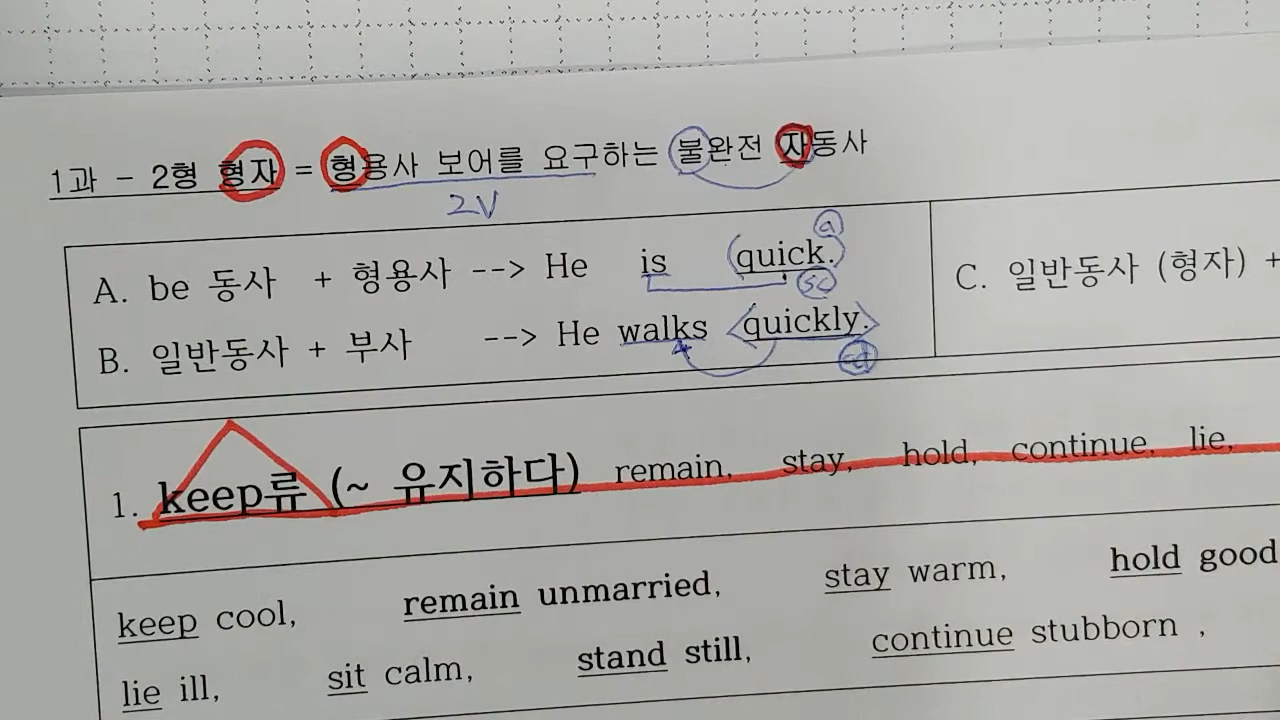 1과 - 2형 형자 = 형용사 보어를 요구하는 불완전 자동사
2V
a
A. be 동사 + 형용사 --> He is quick.
sc
B. 일반동사 + 부사 --> He walks quickly.
ad
C. 일반동사 (형자) +
1. keep류 (~ 유지하다) remain, stay, hold, continue, lie,
keep cool, remain unmarried, stay warm, hold good
lie ill, sit calm, stand still, continue stubborn ,